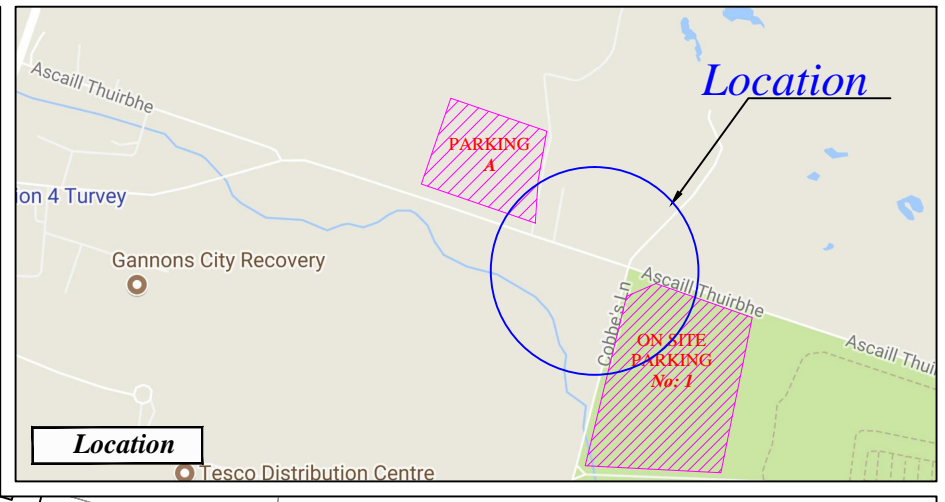 Location
Ascaill Thuirbhe
PARKING
A
ion 4 Turvey
Gannons City Recovery
Ascaill Thuirbhe
Cobbe's Ln
ON SITE
PARKING
No: 1
Ascaill Thui
Location
Tesco Distribution Centre